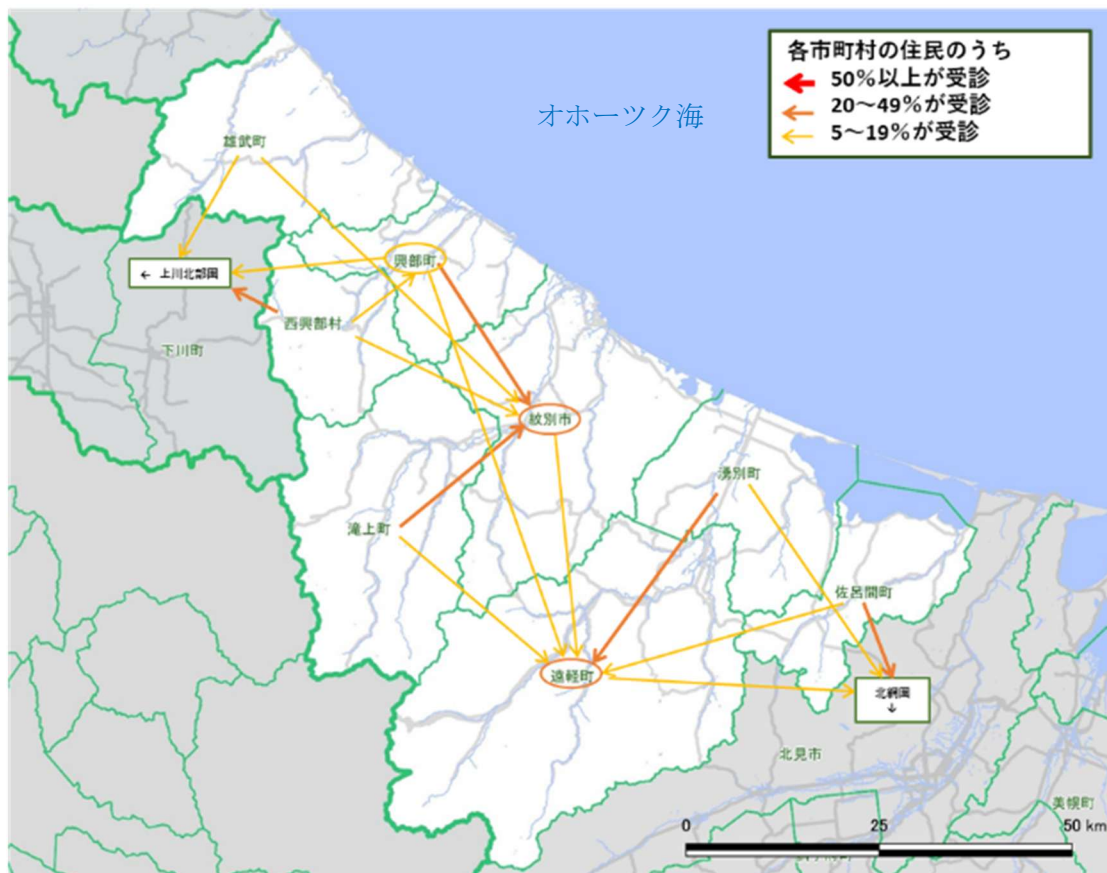 各市町村の住民のうち
50%以上が受診
20～49%が受診
5～19%が受診
オホーツク海
雄武町
興部町
← 上川北部圏
西興部村
下川町
紋別市
湧別町
滝上町
佐呂間町
遠軽町
北網圏
↓
北見市
美幌町
0 25 50 km